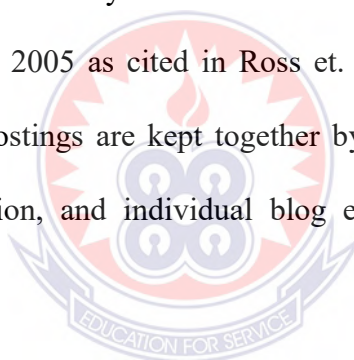 2005 as cited in Ross et.
ostings are kept together by
ion, and individual blog e
EDUCATION FOR SERVICE